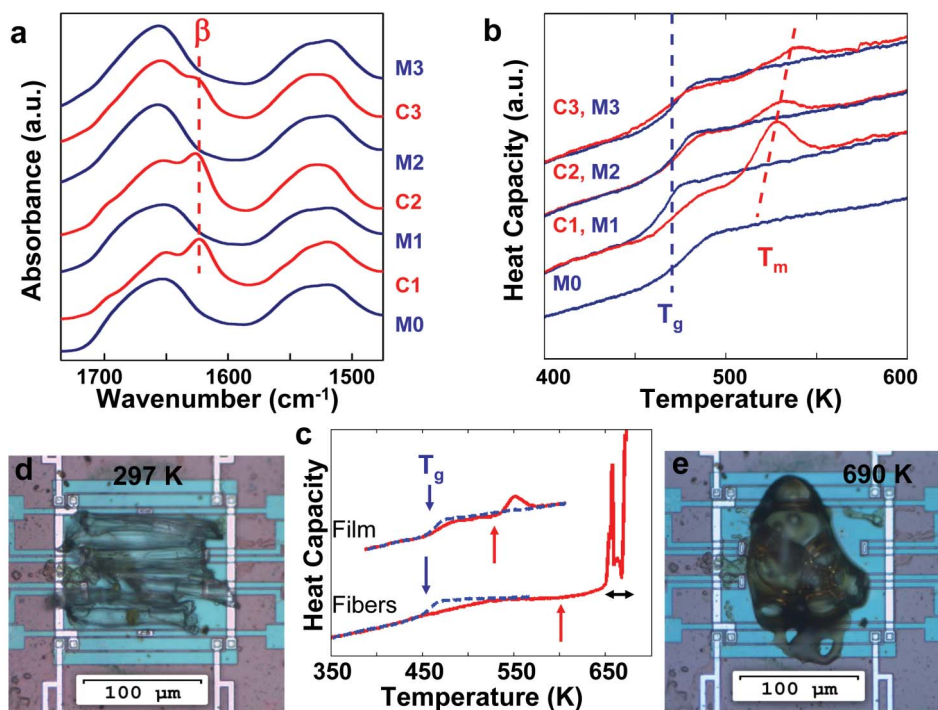 a
β
M3
C3
M2
C2
M1
C1
M0
Absorbance (a.u.)
1700
1600
1500
Wavenumber (cm-1)
b
C3, M3
C2, M2
C1, M1
M0
Tg
Tm
Heat Capacity (a.u.)
400
500
600
Temperature (K)
d
297 K
100 µm
c
Tg
Film
Fibers
Heat Capacity
350
450
550
650
Temperature (K)
e
690 K
100 µm